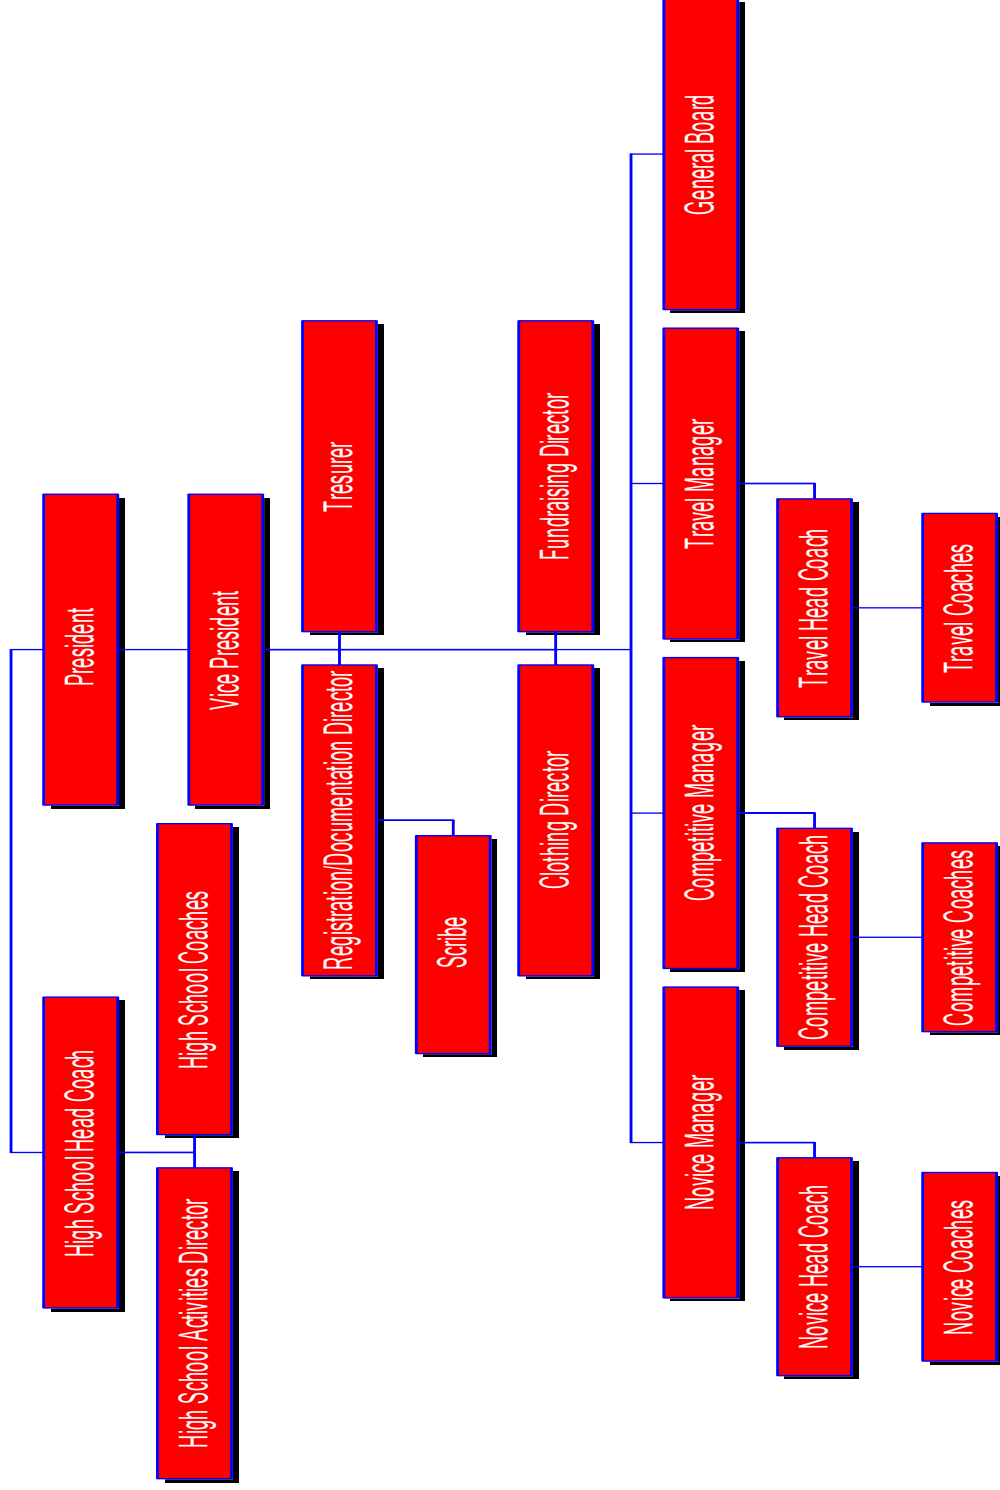 High School Head Coach
President
High School Activities Director
High School Coaches
Vice President
Registration/Documentation Director
Tresurer
Scribe
Clothing Director
Fundraising Director
Novice Manager
Competitive Manager
Travel Manager
General Board
Novice Head Coach
Competitive Head Coach
Travel Head Coach
Novice Coaches
Competitive Coaches
Travel Coaches